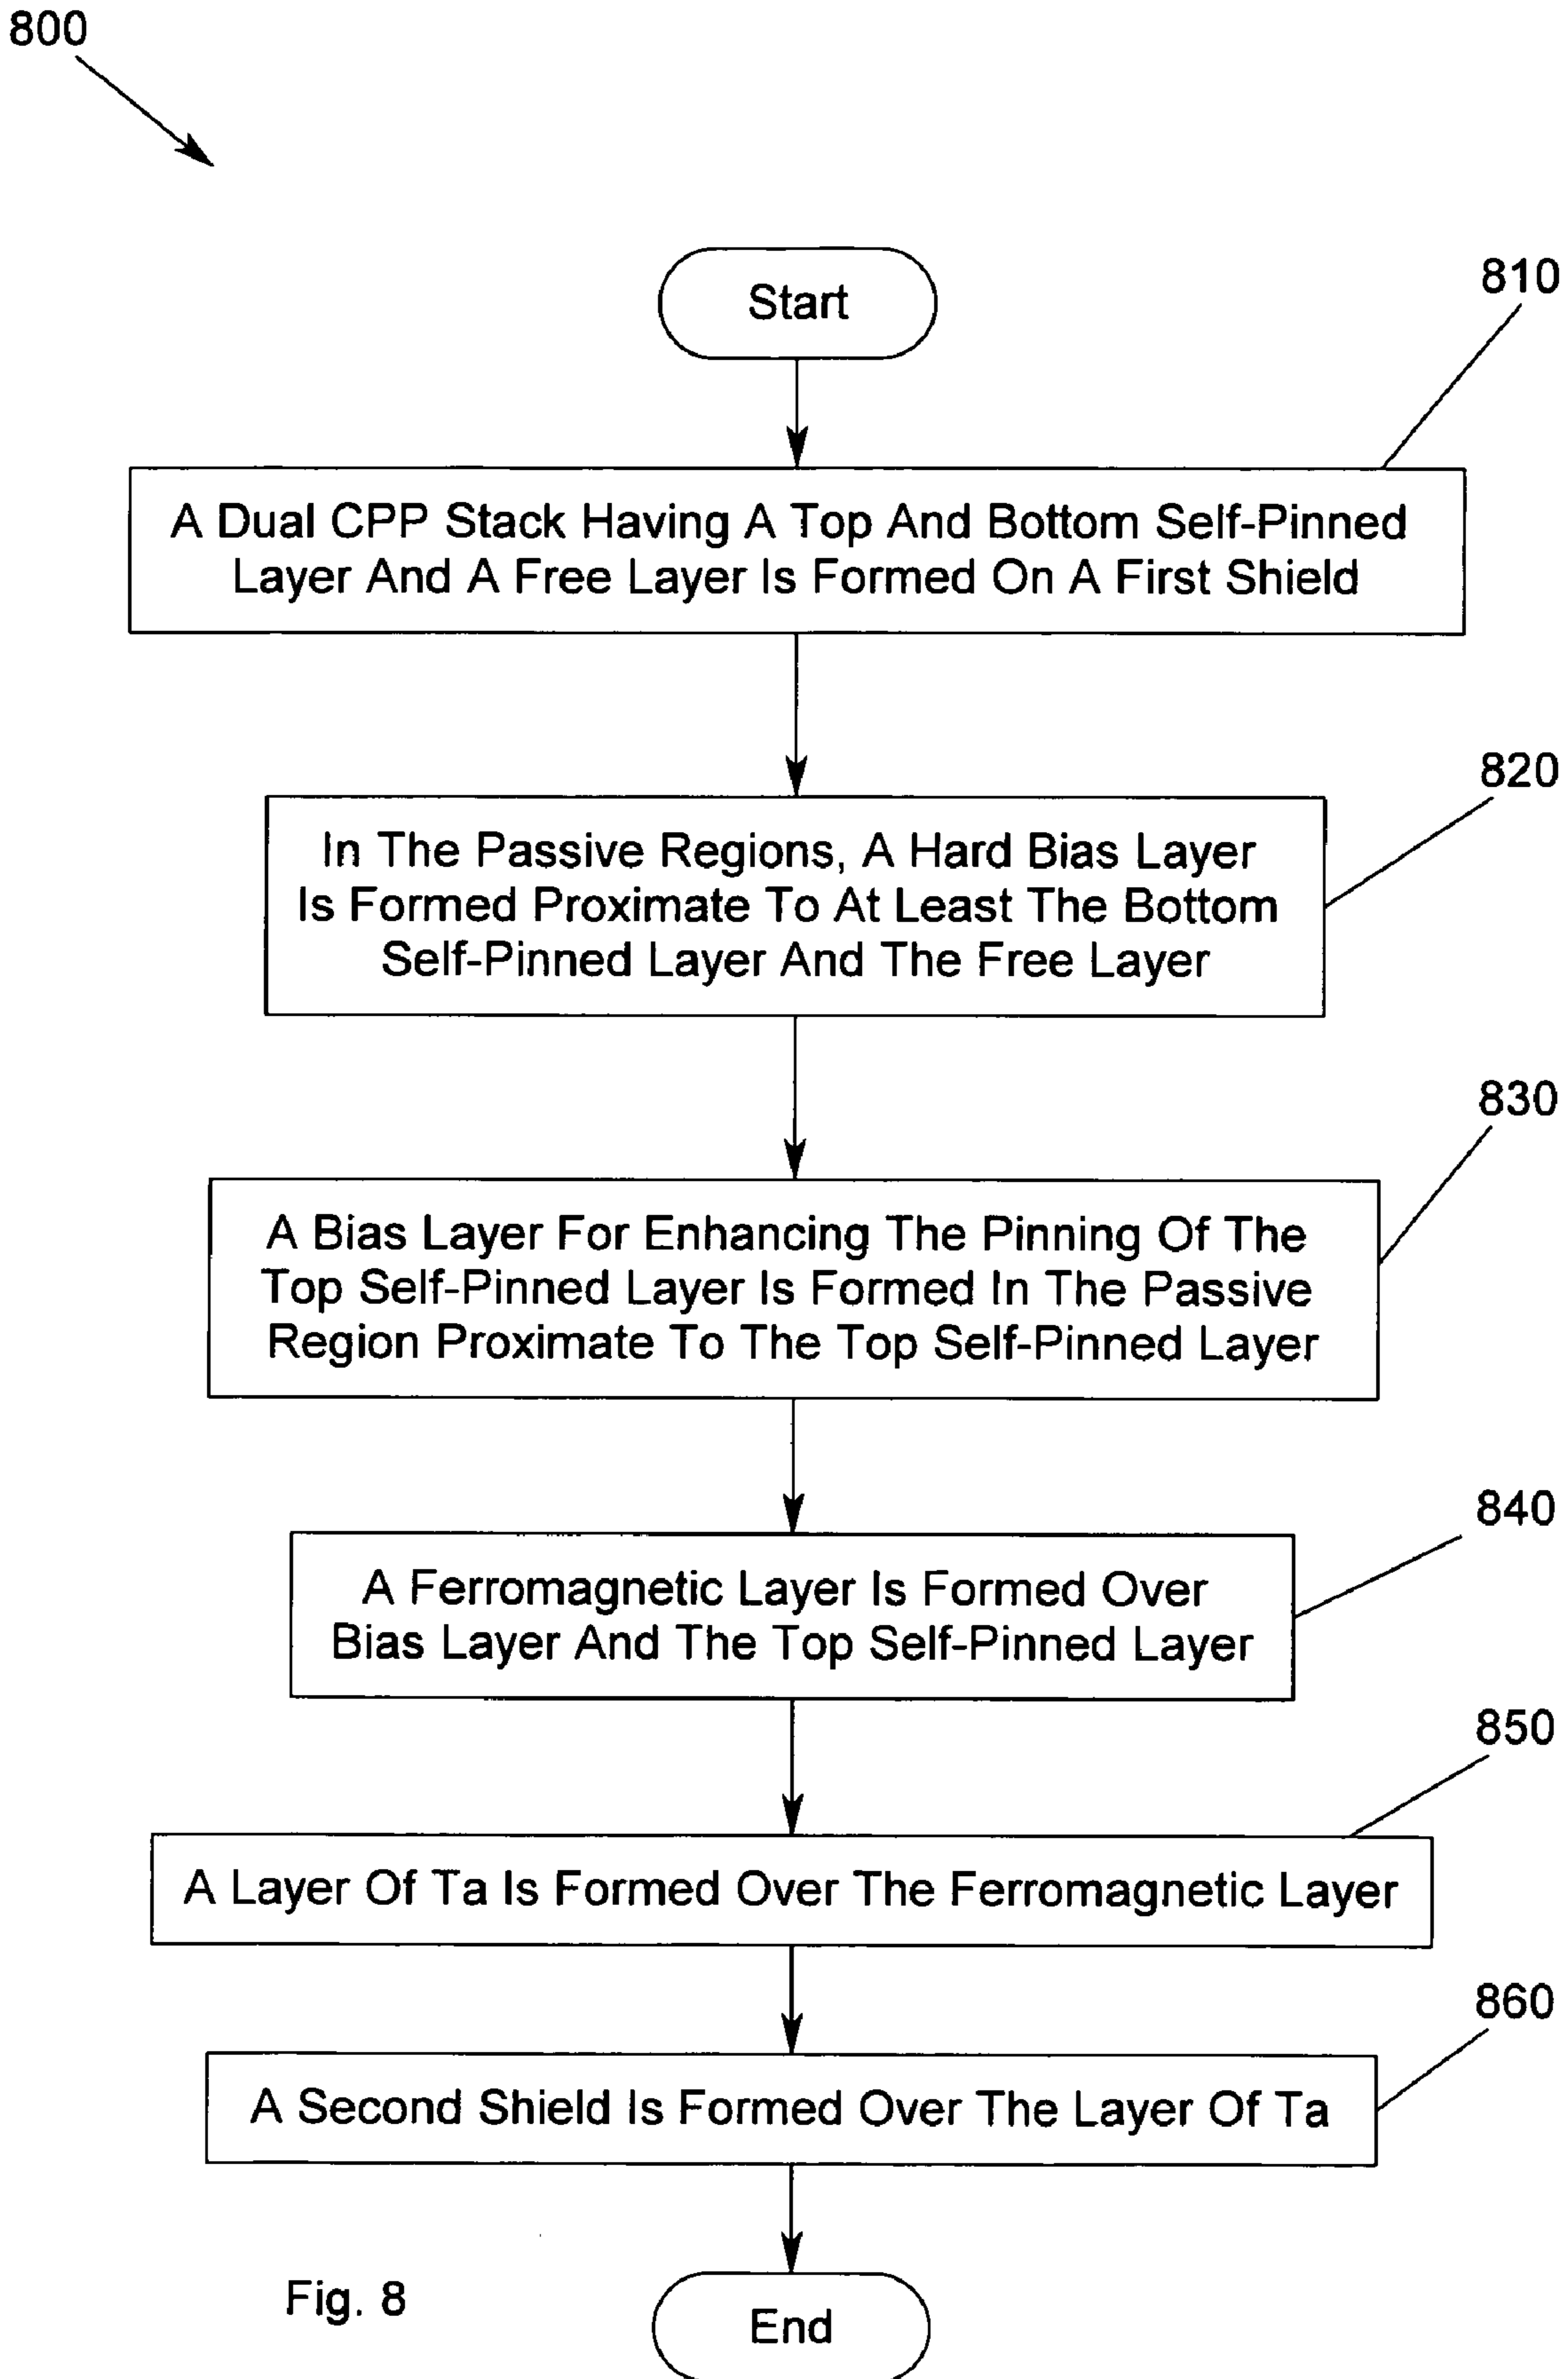 800
Start
810
A Dual CPP Stack Having A Top And Bottom Self-Pinned
Layer And A Free Layer Is Formed On A First Shield
820
In The Passive Regions, A Hard Bias Layer
Is Formed Proximate To At Least The Bottom
Self-Pinned Layer And The Free Layer
830
A Bias Layer For Enhancing The Pinning Of The
Top Self-Pinned Layer Is Formed In The Passive
Region Proximate To The Top Self-Pinned Layer
840
A Ferromagnetic Layer Is Formed Over
Bias Layer And The Top Self-Pinned Layer
850
A Layer Of Ta Is Formed Over The Ferromagnetic Layer
860
A Second Shield Is Formed Over The Layer Of Ta
Fig. 8
End